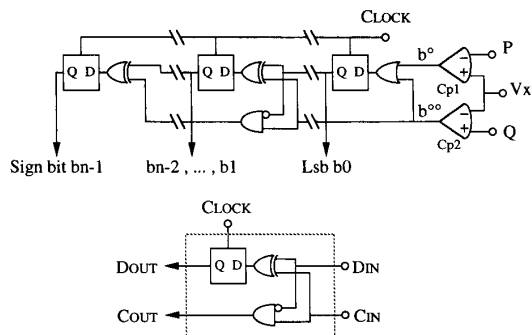 CLOCK
Q D
Q D
Q D
b°
P
Cp1
Vx
b°°
Cp2
Q
Sign bit bn-1
bn-2 , ... , b1
Lsb b0
CLOCK
DOUT
Q D
DIN
COUT
CIN